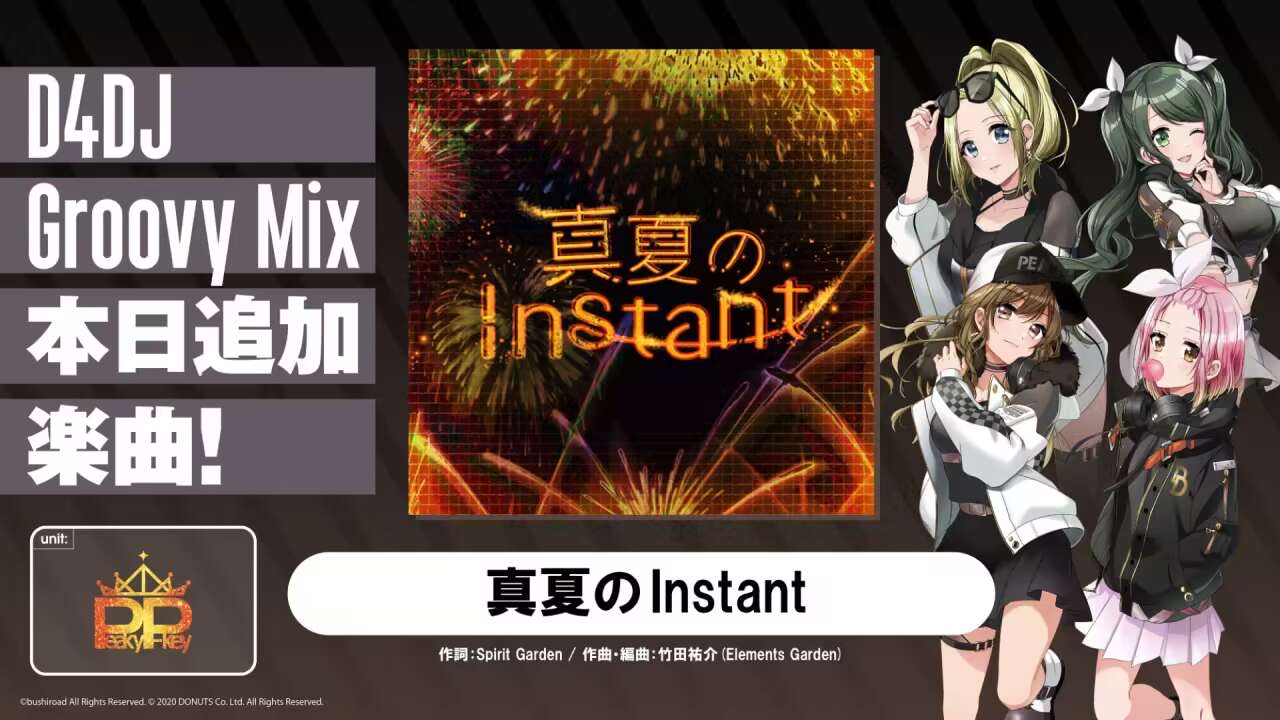 D4DJ
Groovy Mix
本日追加
楽曲!
真夏の
Instant
PEA
unit:
Peaky P-key
真夏のInstant
作詞:Spirit Garden / 作曲・編曲:竹田祐介(Elements Garden)
©bushiroad All Rights Reserved. © 2020 DONUTS Co. Ltd. All Rights Reserved.